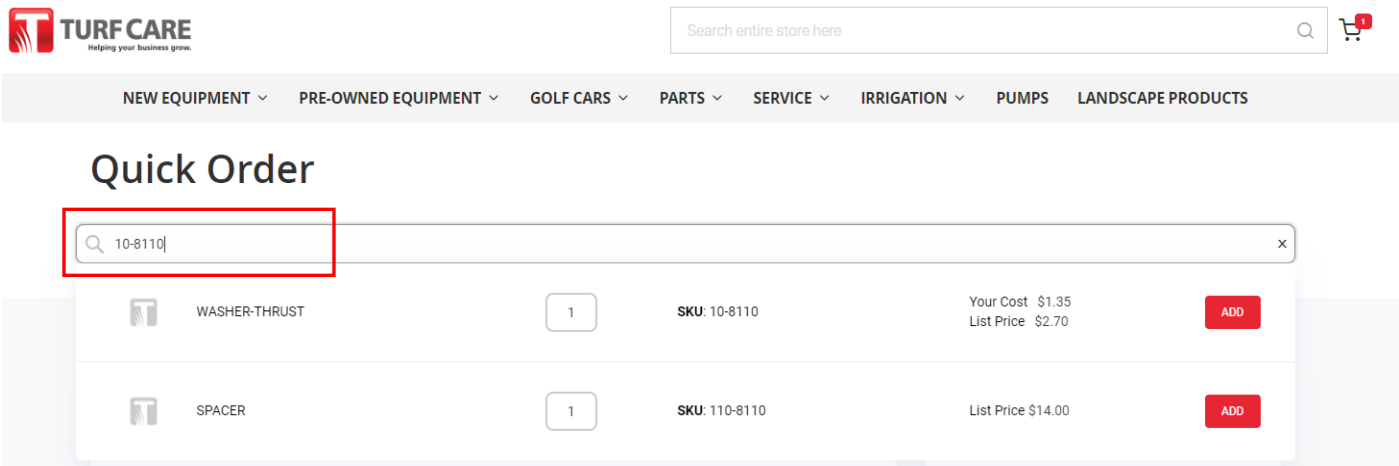 TURF CARE
Helping your business grow.
Search entire store here
1
NEW EQUIPMENT PRE-OWNED EQUIPMENT GOLF CARS PARTS SERVICE IRRIGATION PUMPS LANDSCAPE PRODUCTS
Quick Order
10-8110
x
WASHER-THRUST 1 SKU: 10-8110 Your Cost $1.35
List Price $2.70
ADD
SPACER 1 SKU: 110-8110 List Price $14.00 ADD